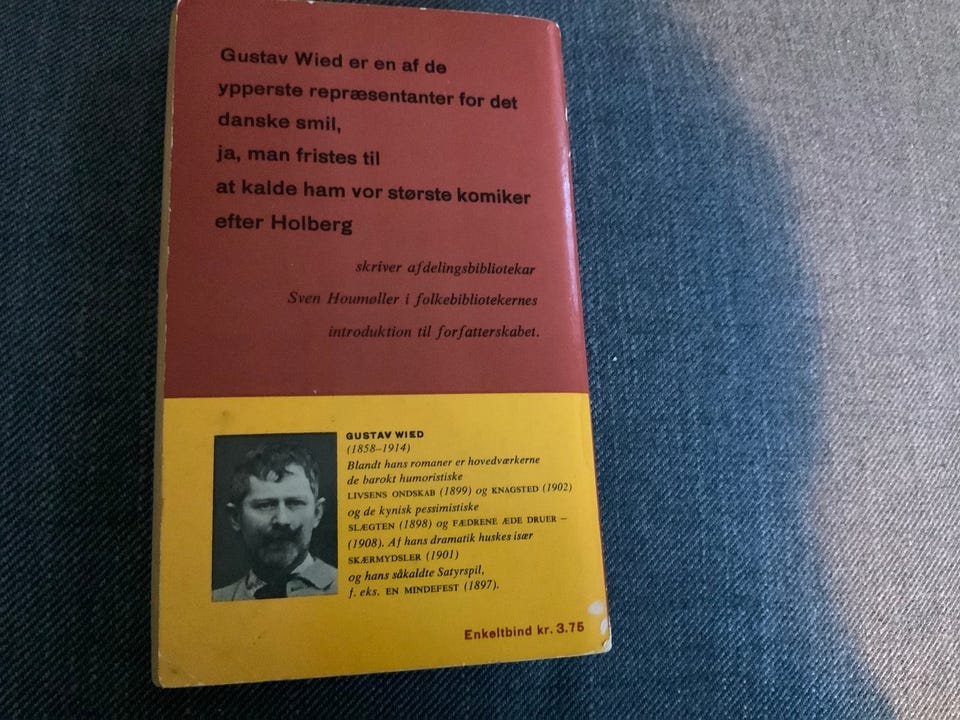 Gustav Wied er en af de
ypperste repræsentanter for det
danske smil,
ja, man fristes til
at kalde ham vor største komiker
efter Holberg
skriver afdelingsbibliotekar
Sven Houmøller i folkebibliotekernes
introduktion til forfatterskabet.
GUSTAV WIED
(1858–1914)
Blandt hans romaner er hovedværkerne
de barokt humoristiske
LIVSENS ONDSKAB (1899) og KNAGSTED (1902)
og de kynisk pessimistiske
SLÆGTEN (1898) og FÆDRENE ÆDE DRUER –
(1908). Af hans dramatik huskes især
SKÆRMYDSLER (1901)
og hans såkaldte Satyrspil,
f. eks. EN MINDEFEST (1897).
Enkeltbind kr. 3.75